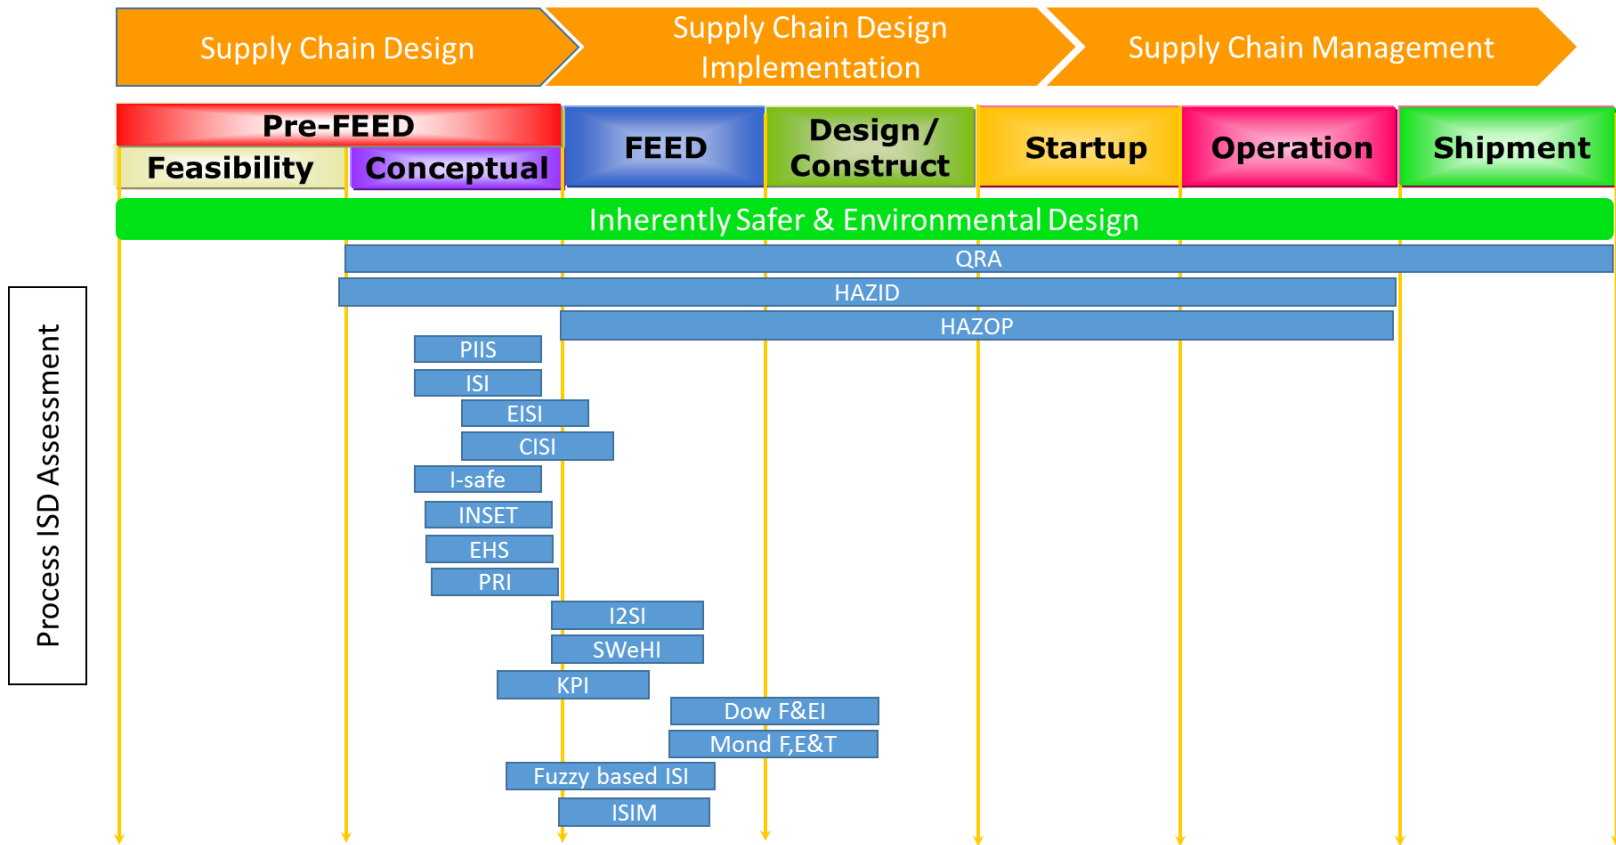 Supply Chain Design
Supply Chain Design
Implementation
Supply Chain Management
Pre-FEED
Feasibility
Conceptual
FEED
Design/
Construct
Startup
Operation
Shipment
Inherently Safer & Environmental Design
Process ISD Assessment
QRA
HAZID
HAZOP
PIIS
ISI
EISI
CISI
I-safe
INSET
EHS
PRI
I2SI
SWeHI
KPI
Dow F&EI
Mond F,E&T
Fuzzy based ISI
ISIM